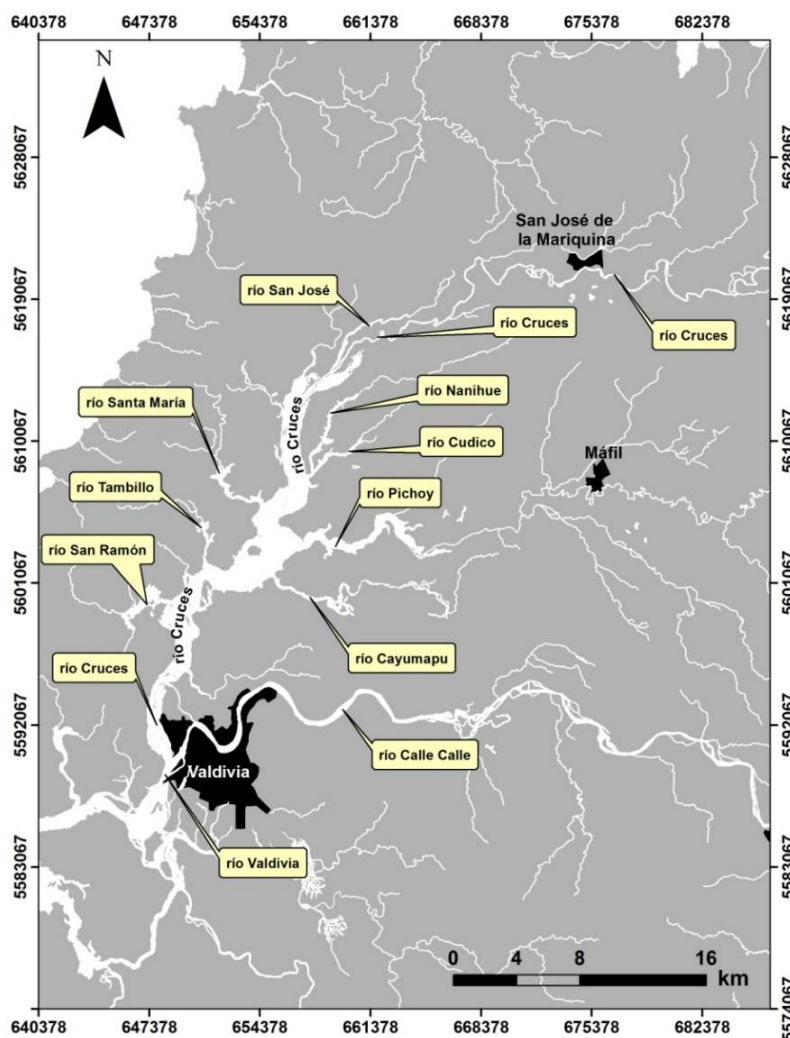 640378 647378 654378 661378 668378 675378 682378
N
5628067
5628067
San José de
la Mariquina
río San José
5619067
5619067
río Cruces
río Cruces
río Nanihue
río Santa María
río Cruces
5610067
5610067
río Cudico
Máfil
río Tambillo
río Pichoy
río San Ramón
5601067
5601067
río Cruces
río Cayumapu
río Cruces
5592067
5592067
río Calle Calle
Valdivia
río Valdivia
5583067
5583067
0 4 8 16
km
5574067
640378 647378 654378 661378 668378 675378 682378